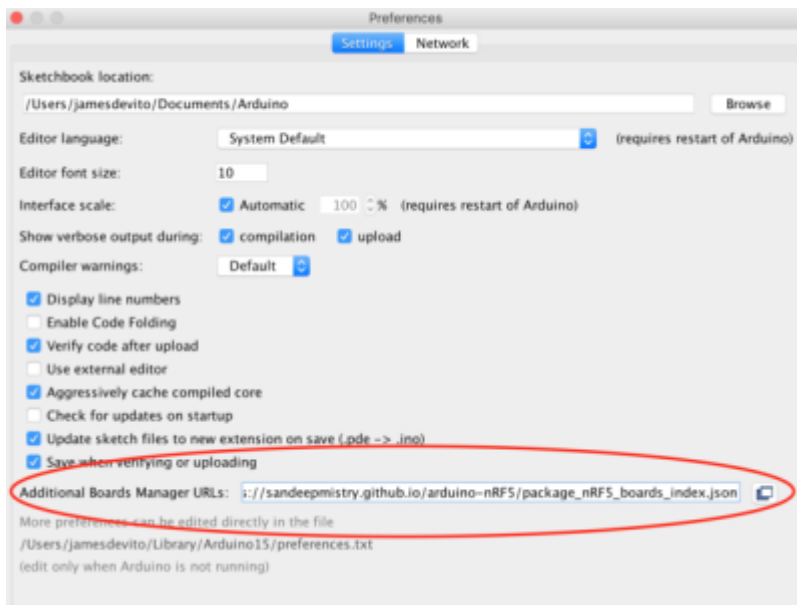 Preferences
Settings Network
Sketchbook location:
/Users/jamesdevito/Documents/Arduino Browse
Editor language: System Default (requires restart of Arduino)
Editor font size: 10
Interface scale: Automatic 100 % (requires restart of Arduino)
Show verbose output during: compilation upload
Compiler warnings: Default
Display line numbers
Enable Code Folding
Verify code after upload
Use external editor
Aggressively cache compiled core
Check for updates on startup
Update sketch files to new extension on save (.pde -> .ino)
Save when verifying or uploading
Additional Boards Manager URLs: s://sandeepmistry.github.io/arduino-nRF5/package_nRF5_boards_index.json
More preferences can be edited directly in the file
/Users/jamesdevito/Library/Arduino15/preferences.txt
(edit only when Arduino is not running)